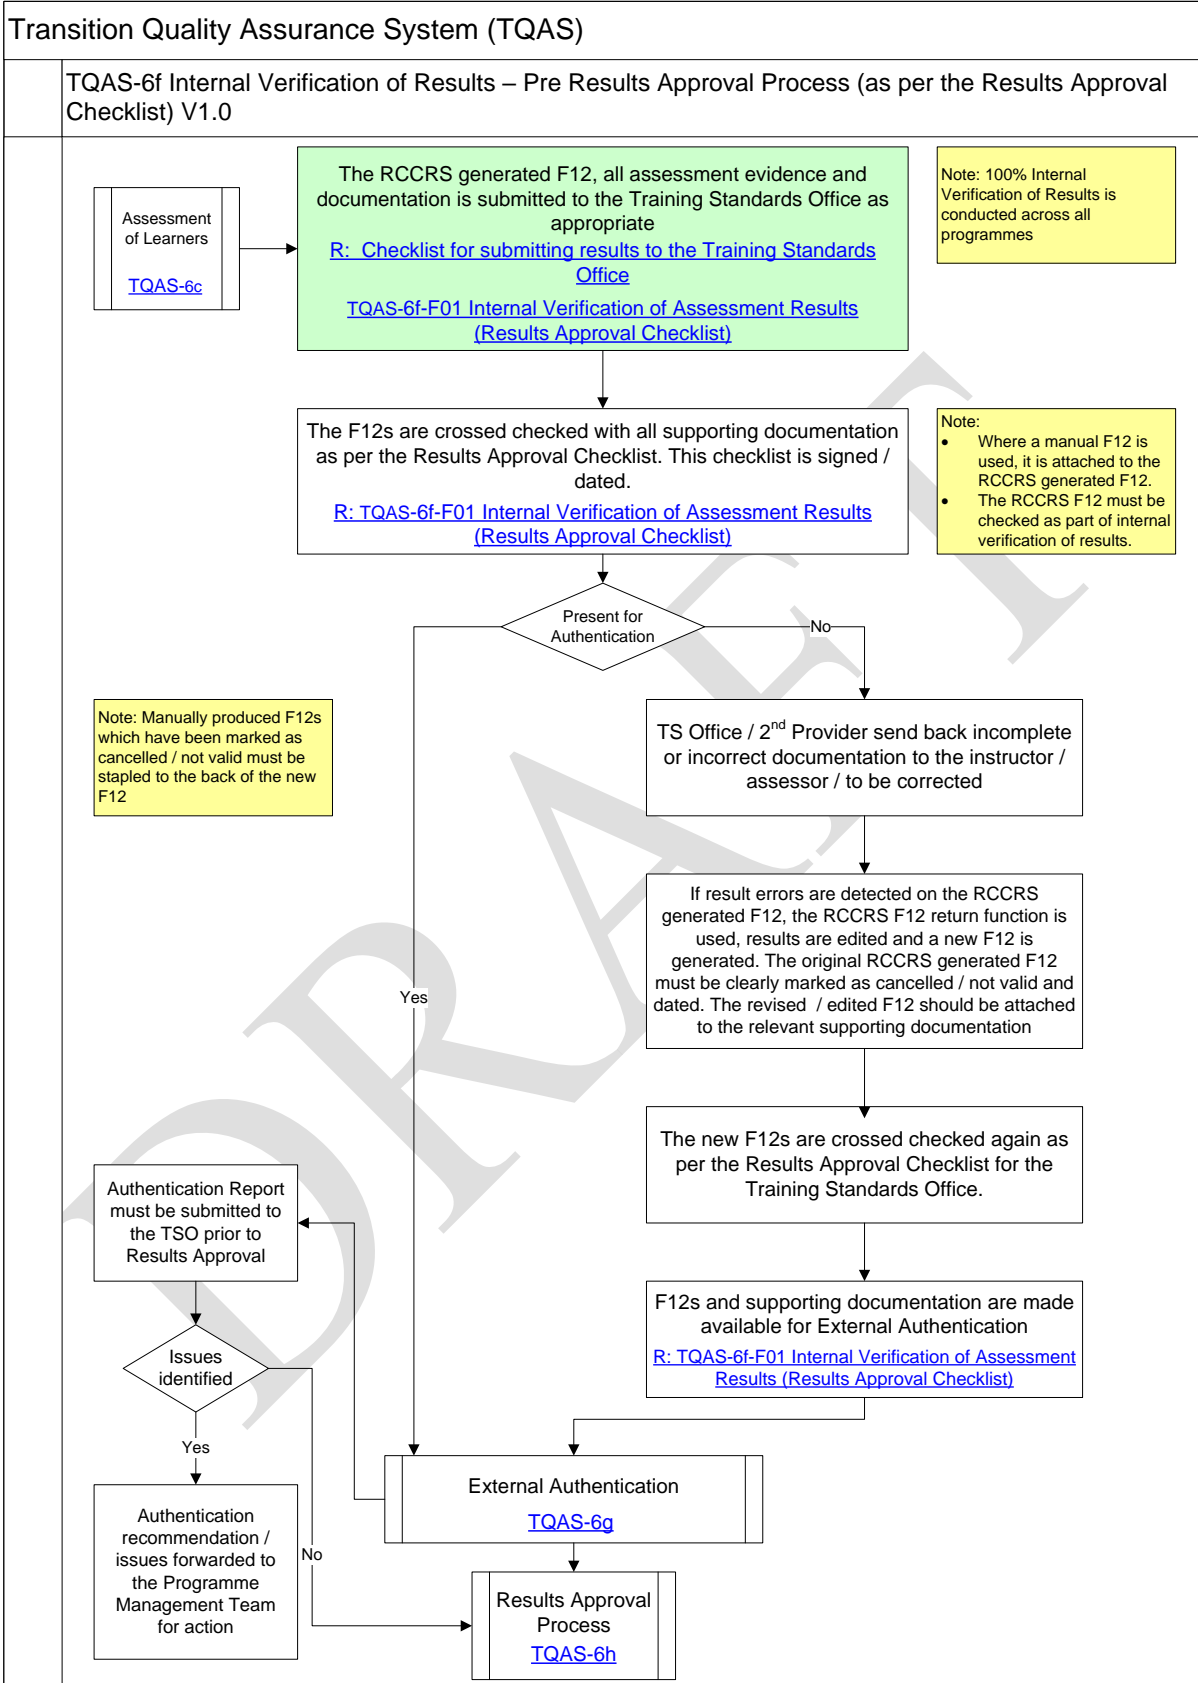 Transition Quality Assurance System (TQAS)
TQAS-6f Internal Verification of Results – Pre Results Approval Process (as per the Results Approval
Checklist) V1.0
Assessment
of Learners
TQAS-6c
The RCCRS generated F12, all assessment evidence and
documentation is submitted to the Training Standards Office as
appropriate
R:  Checklist for submitting results to the Training Standards
Office
TQAS-6f-F01 Internal Verification of Assessment Results
(Results Approval Checklist)
Note: 100% Internal
Verification of Results is
conducted across all
programmes
The F12s are crossed checked with all supporting documentation
as per the Results Approval Checklist. This checklist is signed /
dated.
R: TQAS-6f-F01 Internal Verification of Assessment Results
(Results Approval Checklist)
Note:
• Where a manual F12 is
used, it is attached to the
RCCRS generated F12.
• The RCCRS F12 must be
checked as part of internal
verification of results.
Present for
Authentication
No
Note: Manually produced F12s
which have been marked as
cancelled / not valid must be
stapled to the back of the new
F12
TS Office / 2nd Provider send back incomplete
or incorrect documentation to the instructor /
assessor / to be corrected
If result errors are detected on the RCCRS
generated F12, the RCCRS F12 return function is
used, results are edited and a new F12 is
generated. The original RCCRS generated F12
must be clearly marked as cancelled / not valid and
dated. The revised  / edited F12 should be attached
to the relevant supporting documentation
Yes
The new F12s are crossed checked again as
per the Results Approval Checklist for the
Training Standards Office.
Authentication Report
must be submitted to
the TSO prior to
Results Approval
F12s and supporting documentation are made
available for External Authentication
R: TQAS-6f-F01 Internal Verification of Assessment
Results (Results Approval Checklist)
Issues
identified
Yes
External Authentication
TQAS-6g
Authentication
recommendation /
issues forwarded to
the Programme
Management Team
for action
No
Results Approval
Process
TQAS-6h
DRAFT